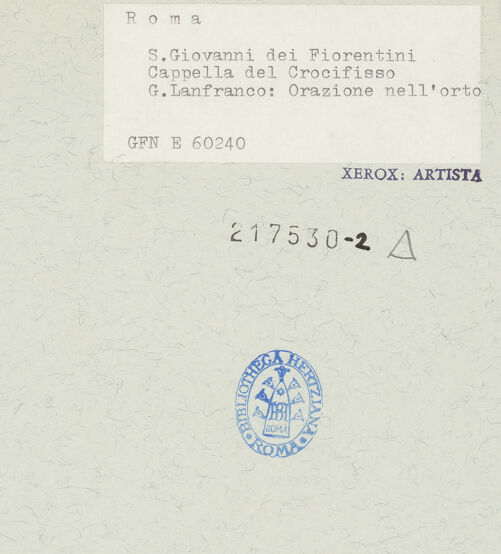 Roma
S.Giovanni dei Fiorentini
Cappella del Crocifisso
G.Lanfranco: Orazione nell'orto
GFN E 60240
XEROX: ARTISTA
217530-2 △
BIBLIOTHECA HERTZIANA
ROMA
ROMA